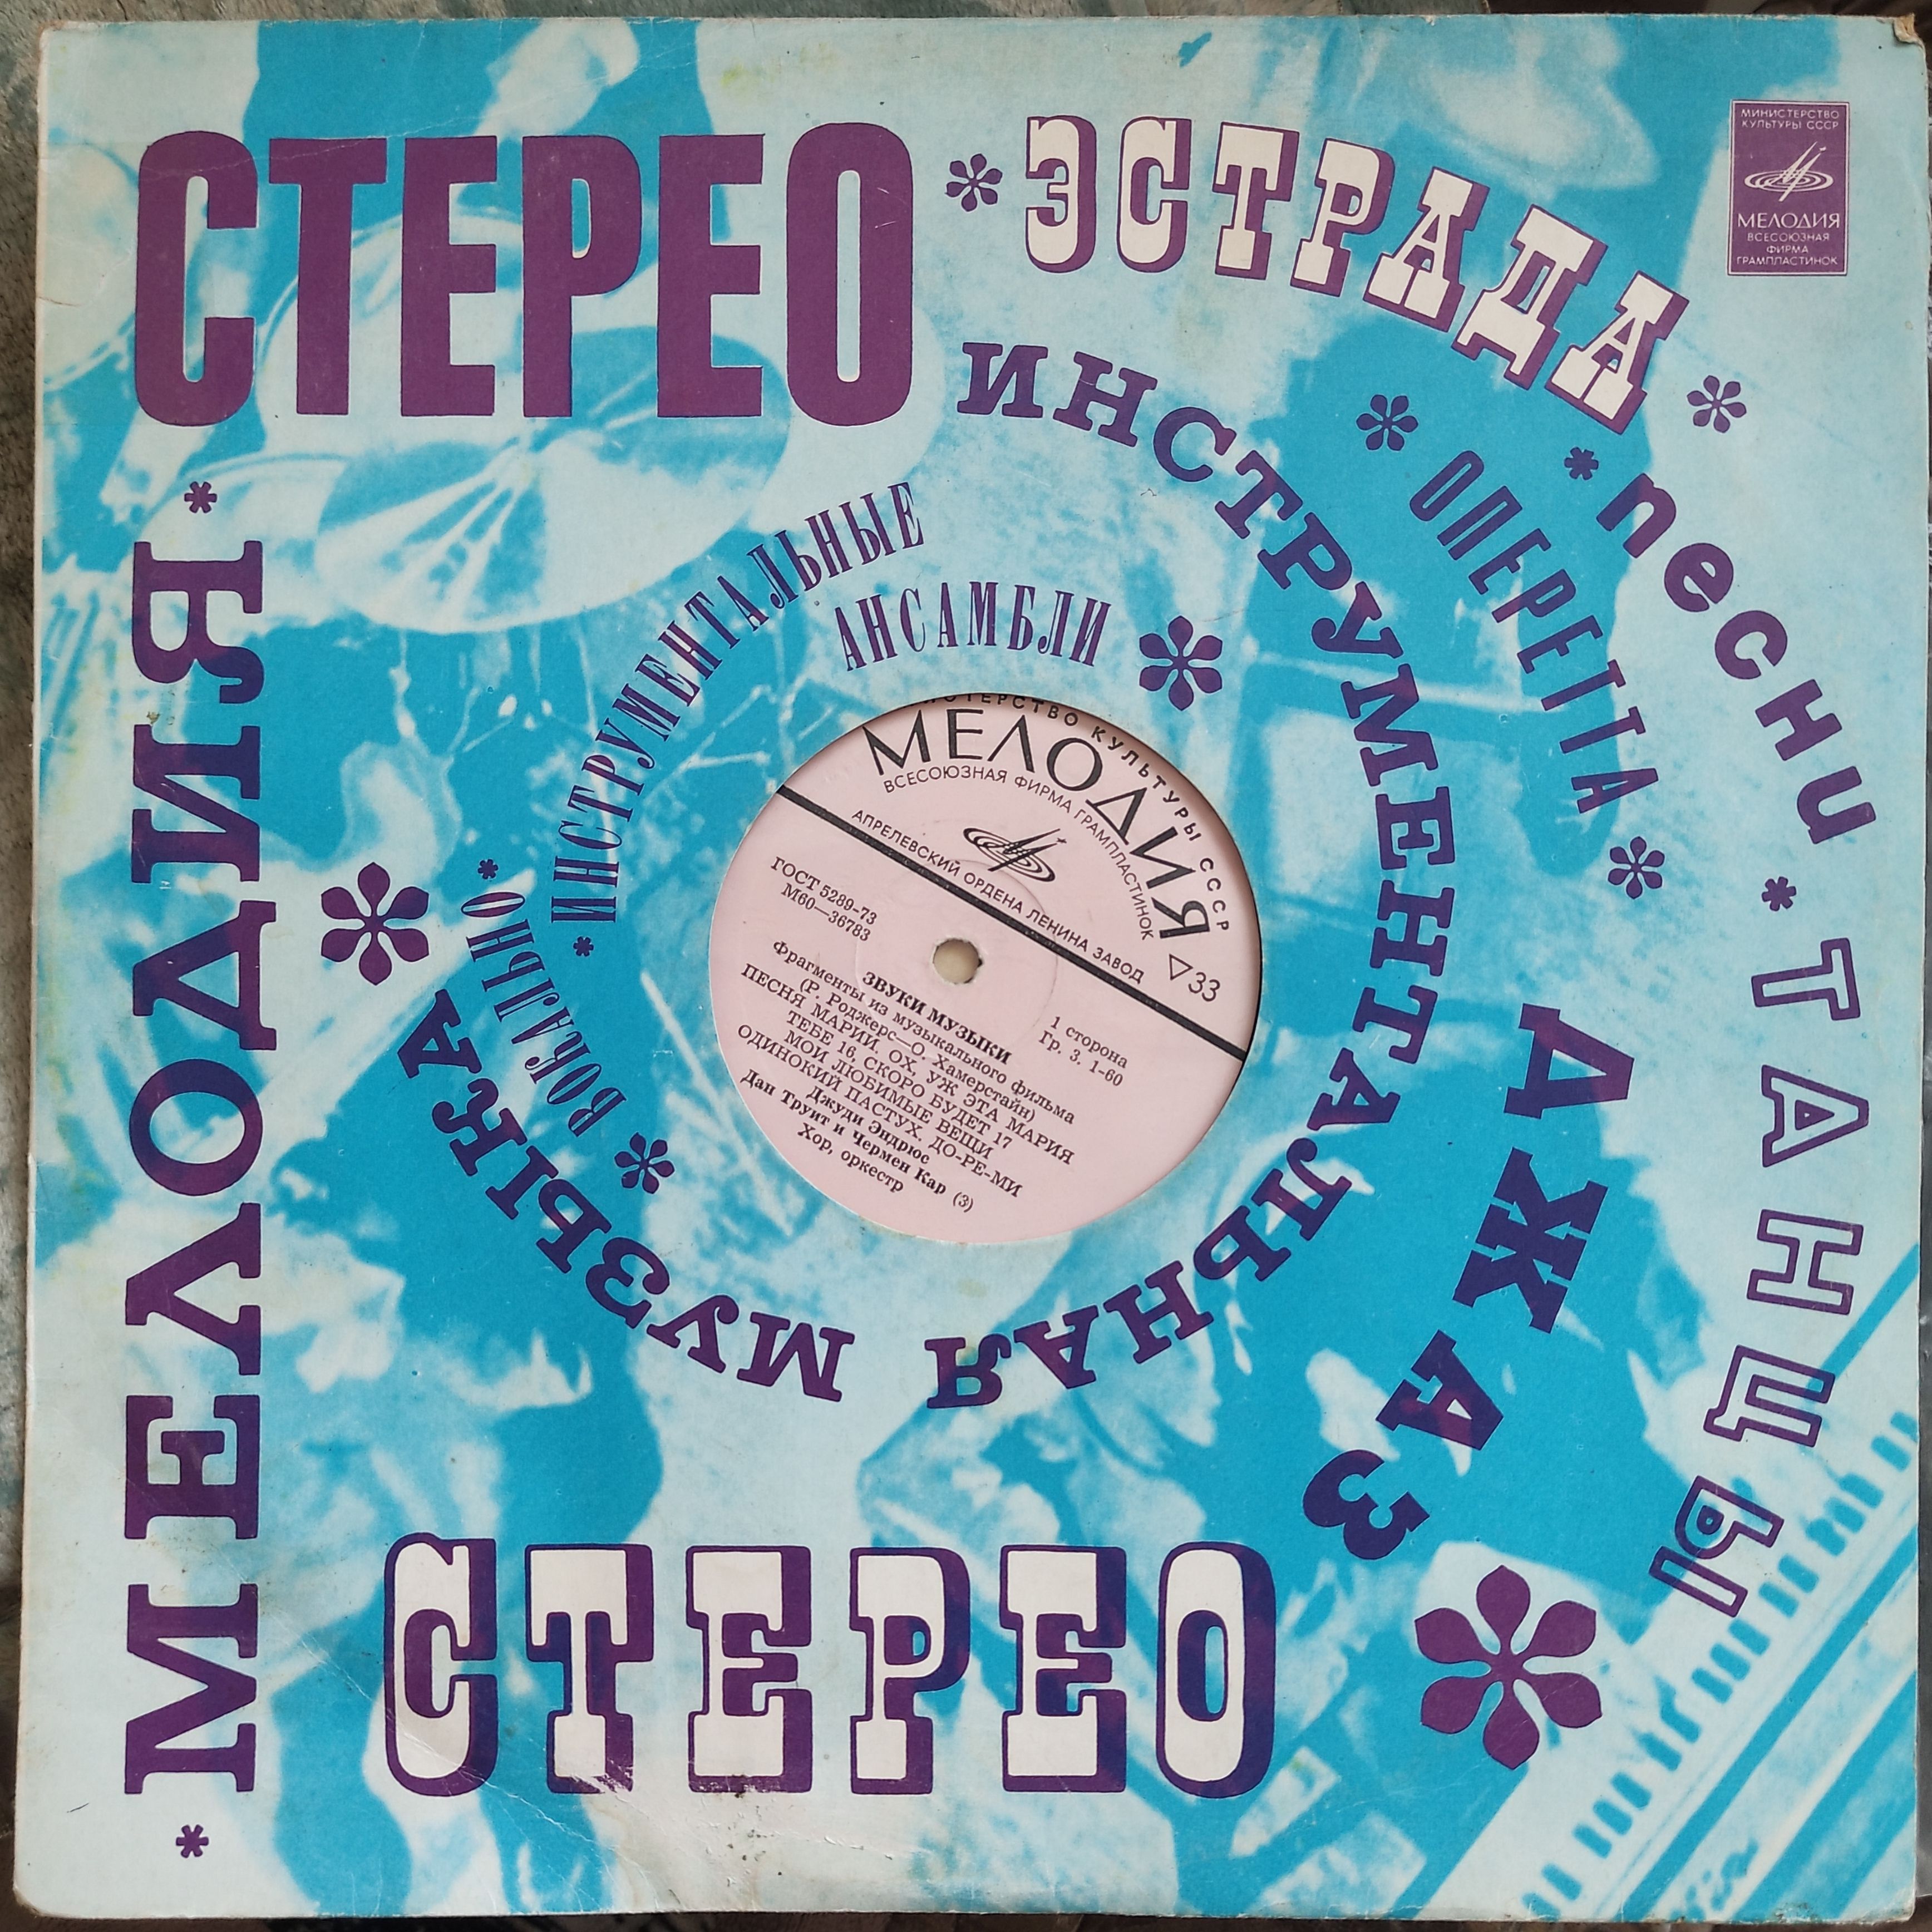 СТЕРЕО
ЭСТРАДА
МИНИСТЕРСТВО
КУЛЬТУРЫ СССР
МЕЛОДИЯ
ВСЕСОЮЗНАЯ
ФИРМА
ГРАМПЛАСТИНОК
песни
ТАНЦЫ
ОПЕРЕТТА
ДЖАЗ
ИНСТРУМЕНТАЛЬНАЯ МУЗЫКА
ВОКАЛЬНО
ИНСТРУМЕНТАЛЬНЫЕ
АНСАМБЛИ
МЕЛОДИЯ
КУЛЬТУРЫ СССР
МЕЛОДИЯ
ВСЕСОЮЗНАЯ ФИРМА ГРАМПЛАСТИНОК
АПРЕЛЕВСКИЙ ОРДЕНА ЛЕНИНА ЗАВОД
33
ГОСТ 5289-73
М60—36783
1 сторона
Гр. 3. 1-60
ЗВУКИ МУЗЫКИ
Фрагменты из музыкального фильма
(Р. Роджерс—О. Хамерстайн)
ПЕСНЯ МАРИИ. ОХ, УЖ ЭТА МАРИЯ
ТЕБЕ 16, СКОРО БУДЕТ 17
МОИ ЛЮБИМЫЕ ВЕЩИ
ОДИНОКИЙ ПАСТУХ. ДО-РЕ-МИ
Джуди Эндрюс
Дан Труит и Чермен Кар (3)
Хор, оркестр
СТЕРЕО